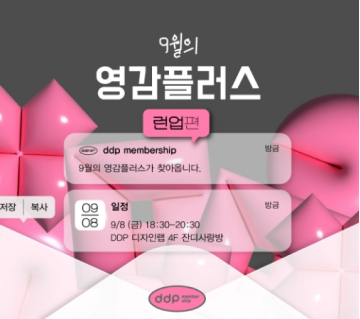 9월의
영감플러스
런업편
ddp ddp membership 방금
9월의 영감플러스가 찾아옵니다.
저장 복사
09 일정 방금
08 9/8 (금) 18:30-20:30
DDP 디자인랩 4F 잔디사랑방
ddp member ship